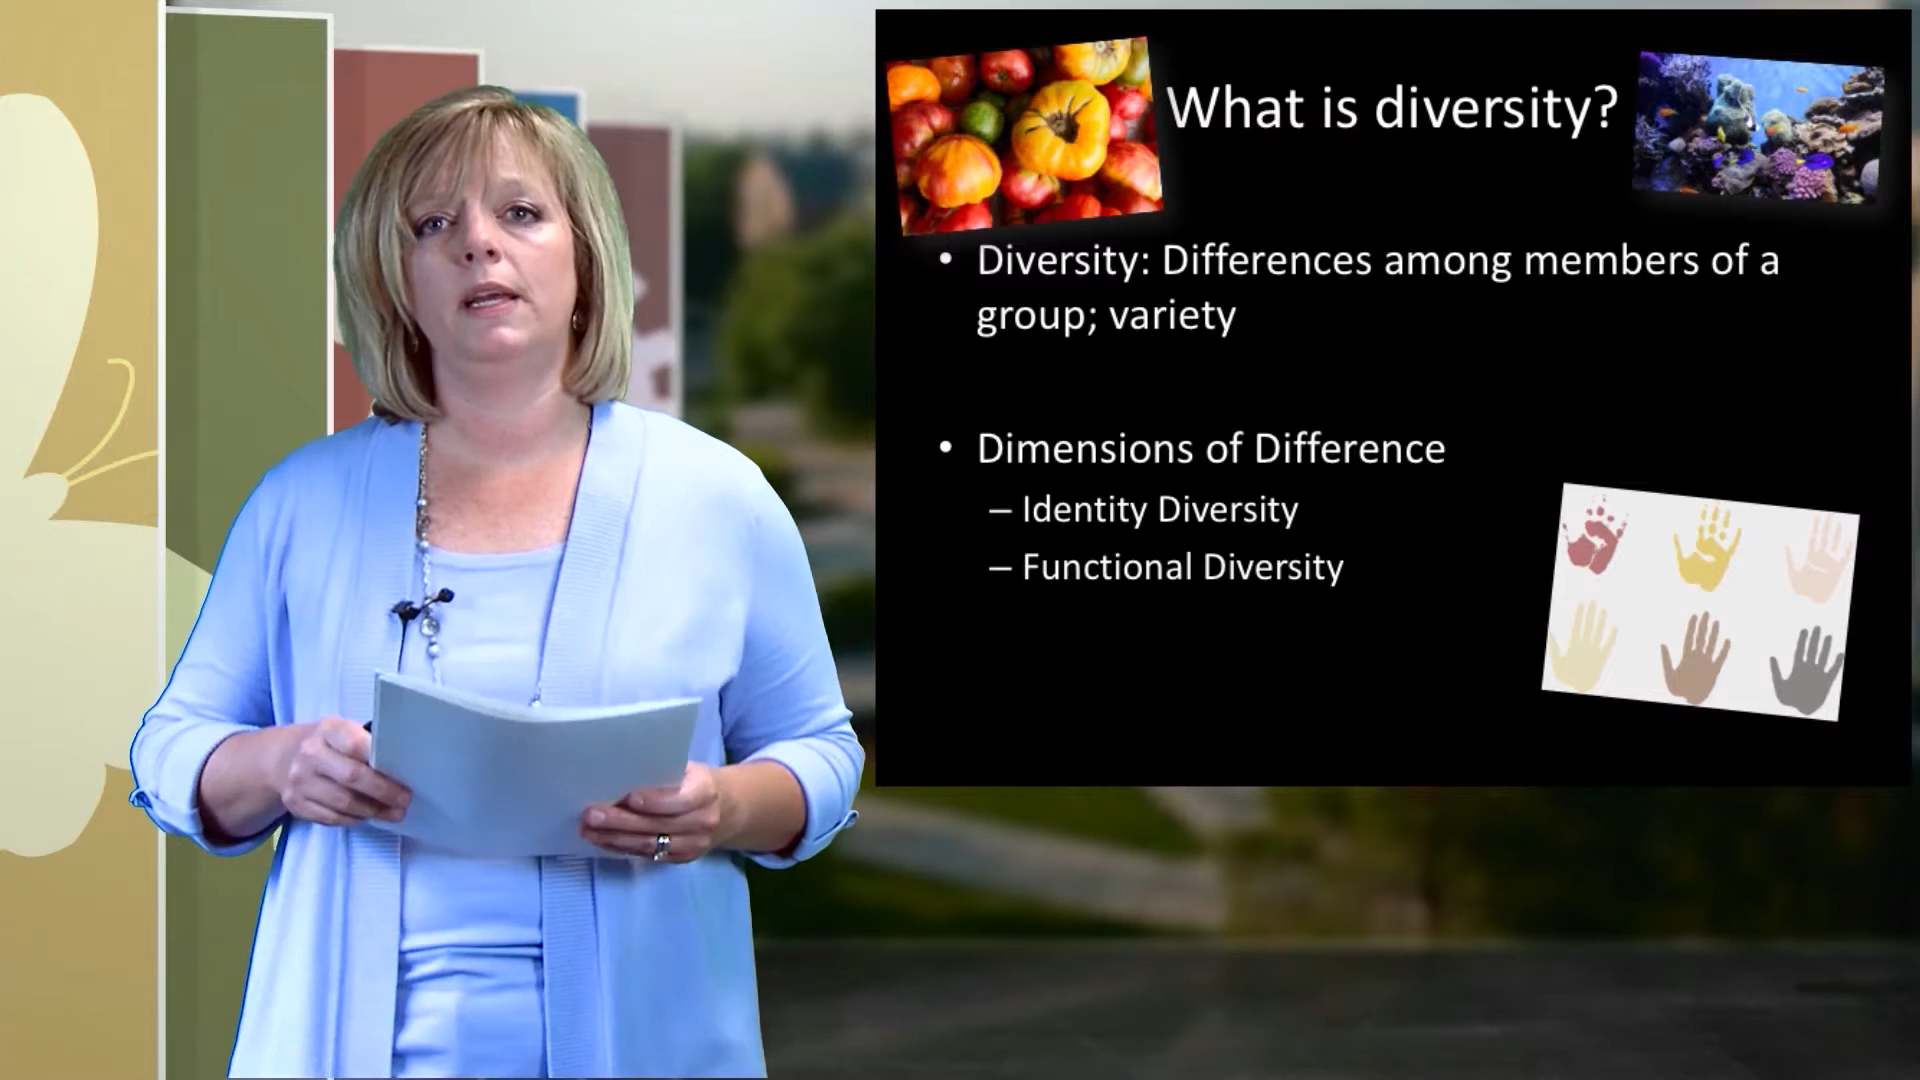 What is diversity?
• Diversity: Differences among members of a
group; variety
• Dimensions of Difference
– Identity Diversity
– Functional Diversity